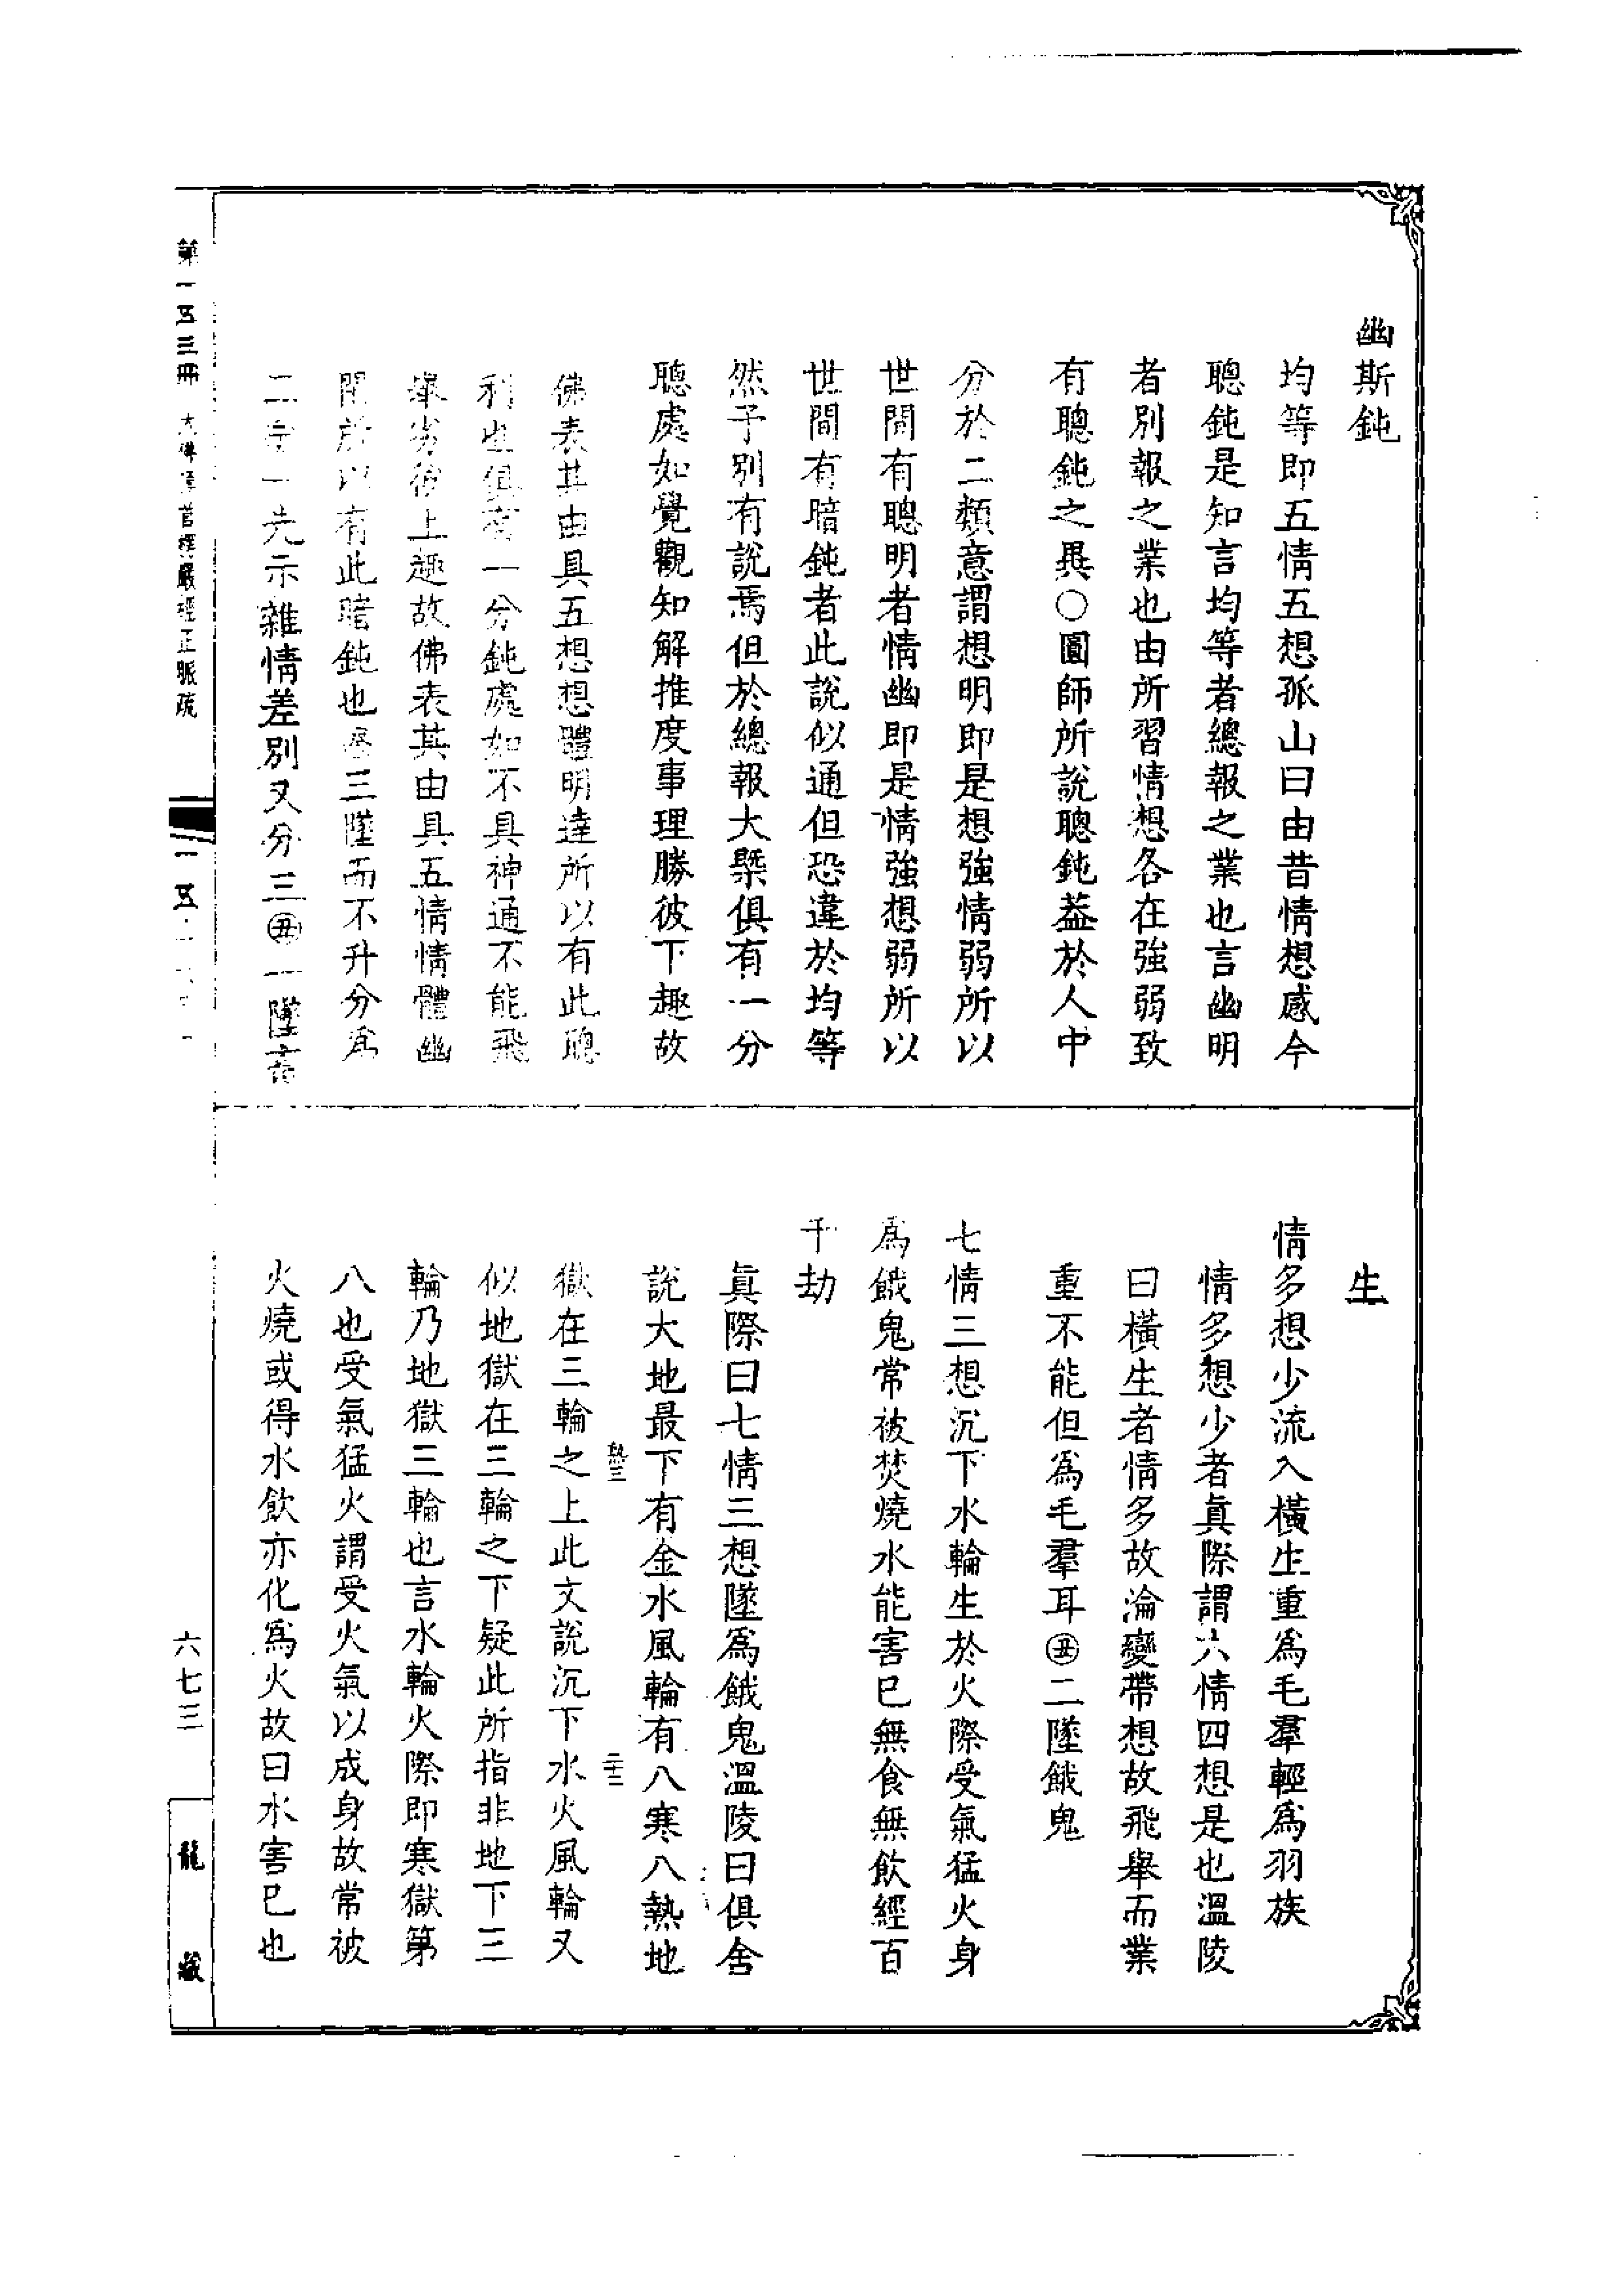 幽斯鈍
均等即五情五想孤山曰由昔情想感今
聰鈍是知言均等者總報之業也言幽明
者別報之業也由所習情想各在強弱致
有聰鈍之異○圓師所說聰鈍葢於人中
分於二類意謂想明即是想強情弱所以
世間有聰明者情幽即是情強想弱所以
世間有暗鈍者此說似通但恐違於均等
然予別有說焉但於總報大槩俱有一分
聰處如覺觀知解推度事理勝彼下趣故
佛表其由具五想想體明達所以有此聰
利也俱有一分鈍處如不具神通不能飛
舉劣彼上趣故佛表其由具五情情體幽
閉所以有此暗鈍也 三墜而不升分爲
二 一先示雜情差別又分三㊄一墜畜
生
情多想少流入橫生重爲毛羣輕爲羽族
情多想少者眞際謂六情四想是也溫陵
曰橫生者情多故淪變帶想故飛舉而業
重不能但爲毛羣耳㊄二墜餓鬼
七情三想沉下水輪生於火際受氣猛火身
爲餓鬼常被焚燒水能害已無食無飲經百
千劫
眞際曰七情三想墜爲餓鬼溫陵曰俱舍
說大地最下有金水風輪有八寒八熱地
獄在三輪之上此文說沉下水火風輪又
似地獄在三輪之下疑此所指非地下三
輪乃地獄三輪也言水輪火際即寒獄第
八也受氣猛火謂受火氣以成身故常被
火燒或得水飲亦化爲火故曰水害已也
第一五三冊 大佛頂首楞嚴經正脈疏
六七三
龍藏